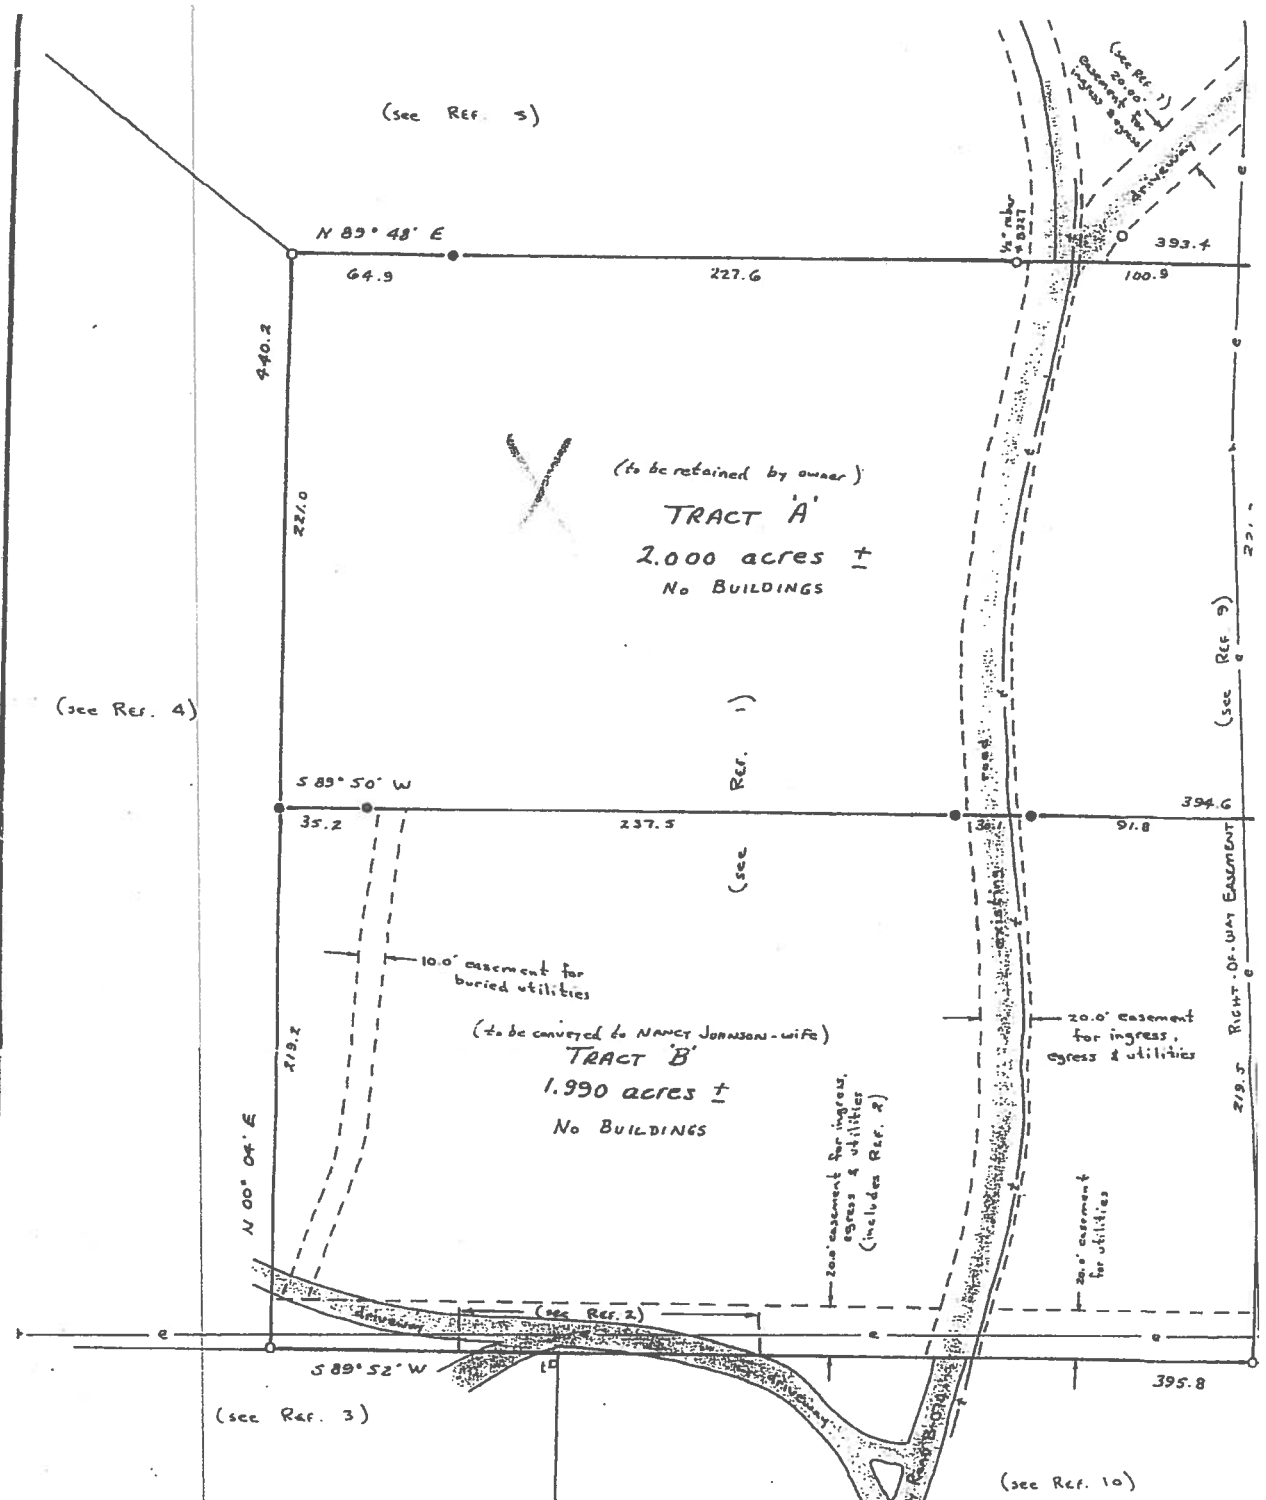 (see REF. 5)
(see REF. 7)
20.00'
easement for
ingress & egress
driveway
N 89° 48' E
1/2" rebar
# 8327
393.4
64.9
227.6
100.9
440.2
221.0
(to be retained by owner)
TRACT 'A'
2.000 acres ±
NO BUILDINGS
(see REF. 9)
(see REF. 4)
(see REF. 1)
road
S 89° 50' W
394.6
35.2
237.5
30.1
91.8
existing
RIGHT-OF-WAY EASEMENT
10.0' easement for
buried utilities
(to be conveyed to NANCY JOHNSON-WIFE)
TRACT 'B'
1.990 acres ±
NO BUILDINGS
20.0' easement
for ingress,
egress & utilities
219.2
219.5
20.0' easement for ingress,
egress & utilities
(includes REF. 2)
20.0' easement
for utilities
N 00° 04' E
driveway
(see REF. 2)
e
e
e
S 89° 52' W
driveway
395.8
(see REF. 3)
(see REF. 10)